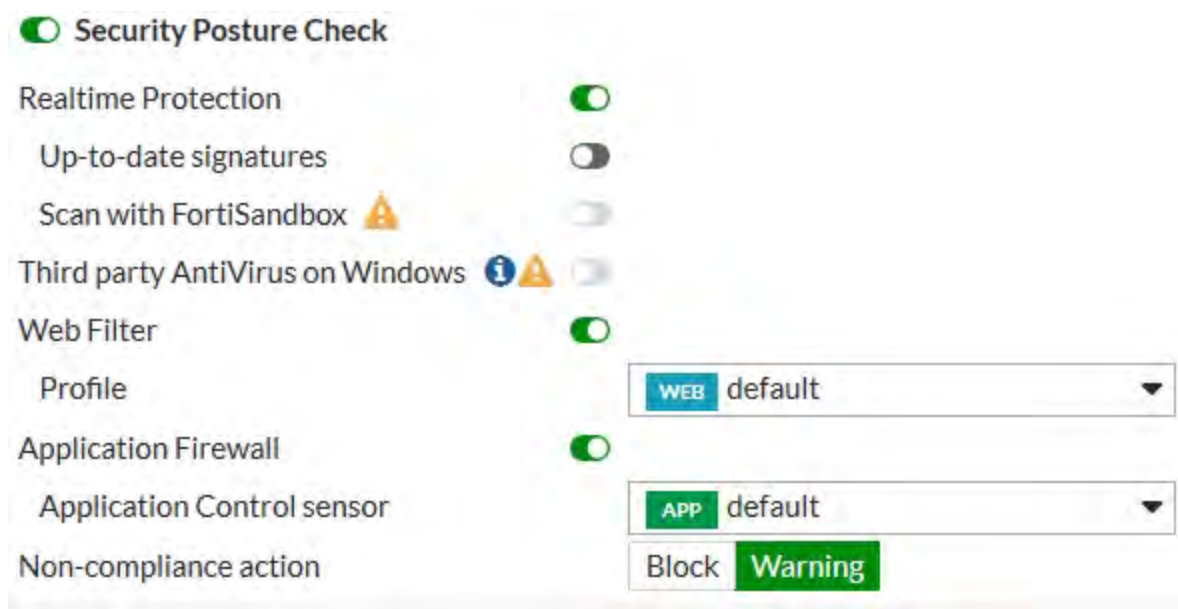 Security Posture Check
Realtime Protection
Up-to-date signatures
Scan with FortiSandbox
Third party AntiVirus on Windows
Web Filter
Profile WEB default
Application Firewall
Application Control sensor APP default
Non-compliance action Block Warning